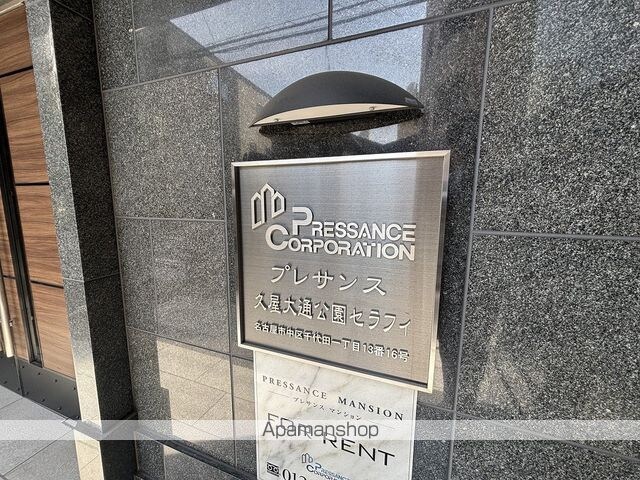 PRESSANCE
CORPORATION
プレサンス
久屋大通公園セラフィ
名古屋市中区千代田一丁目13番16号
PRESSANCE MANSION
プレサンス マンション
FOR RENT
Apamanshop
PRESSANCE